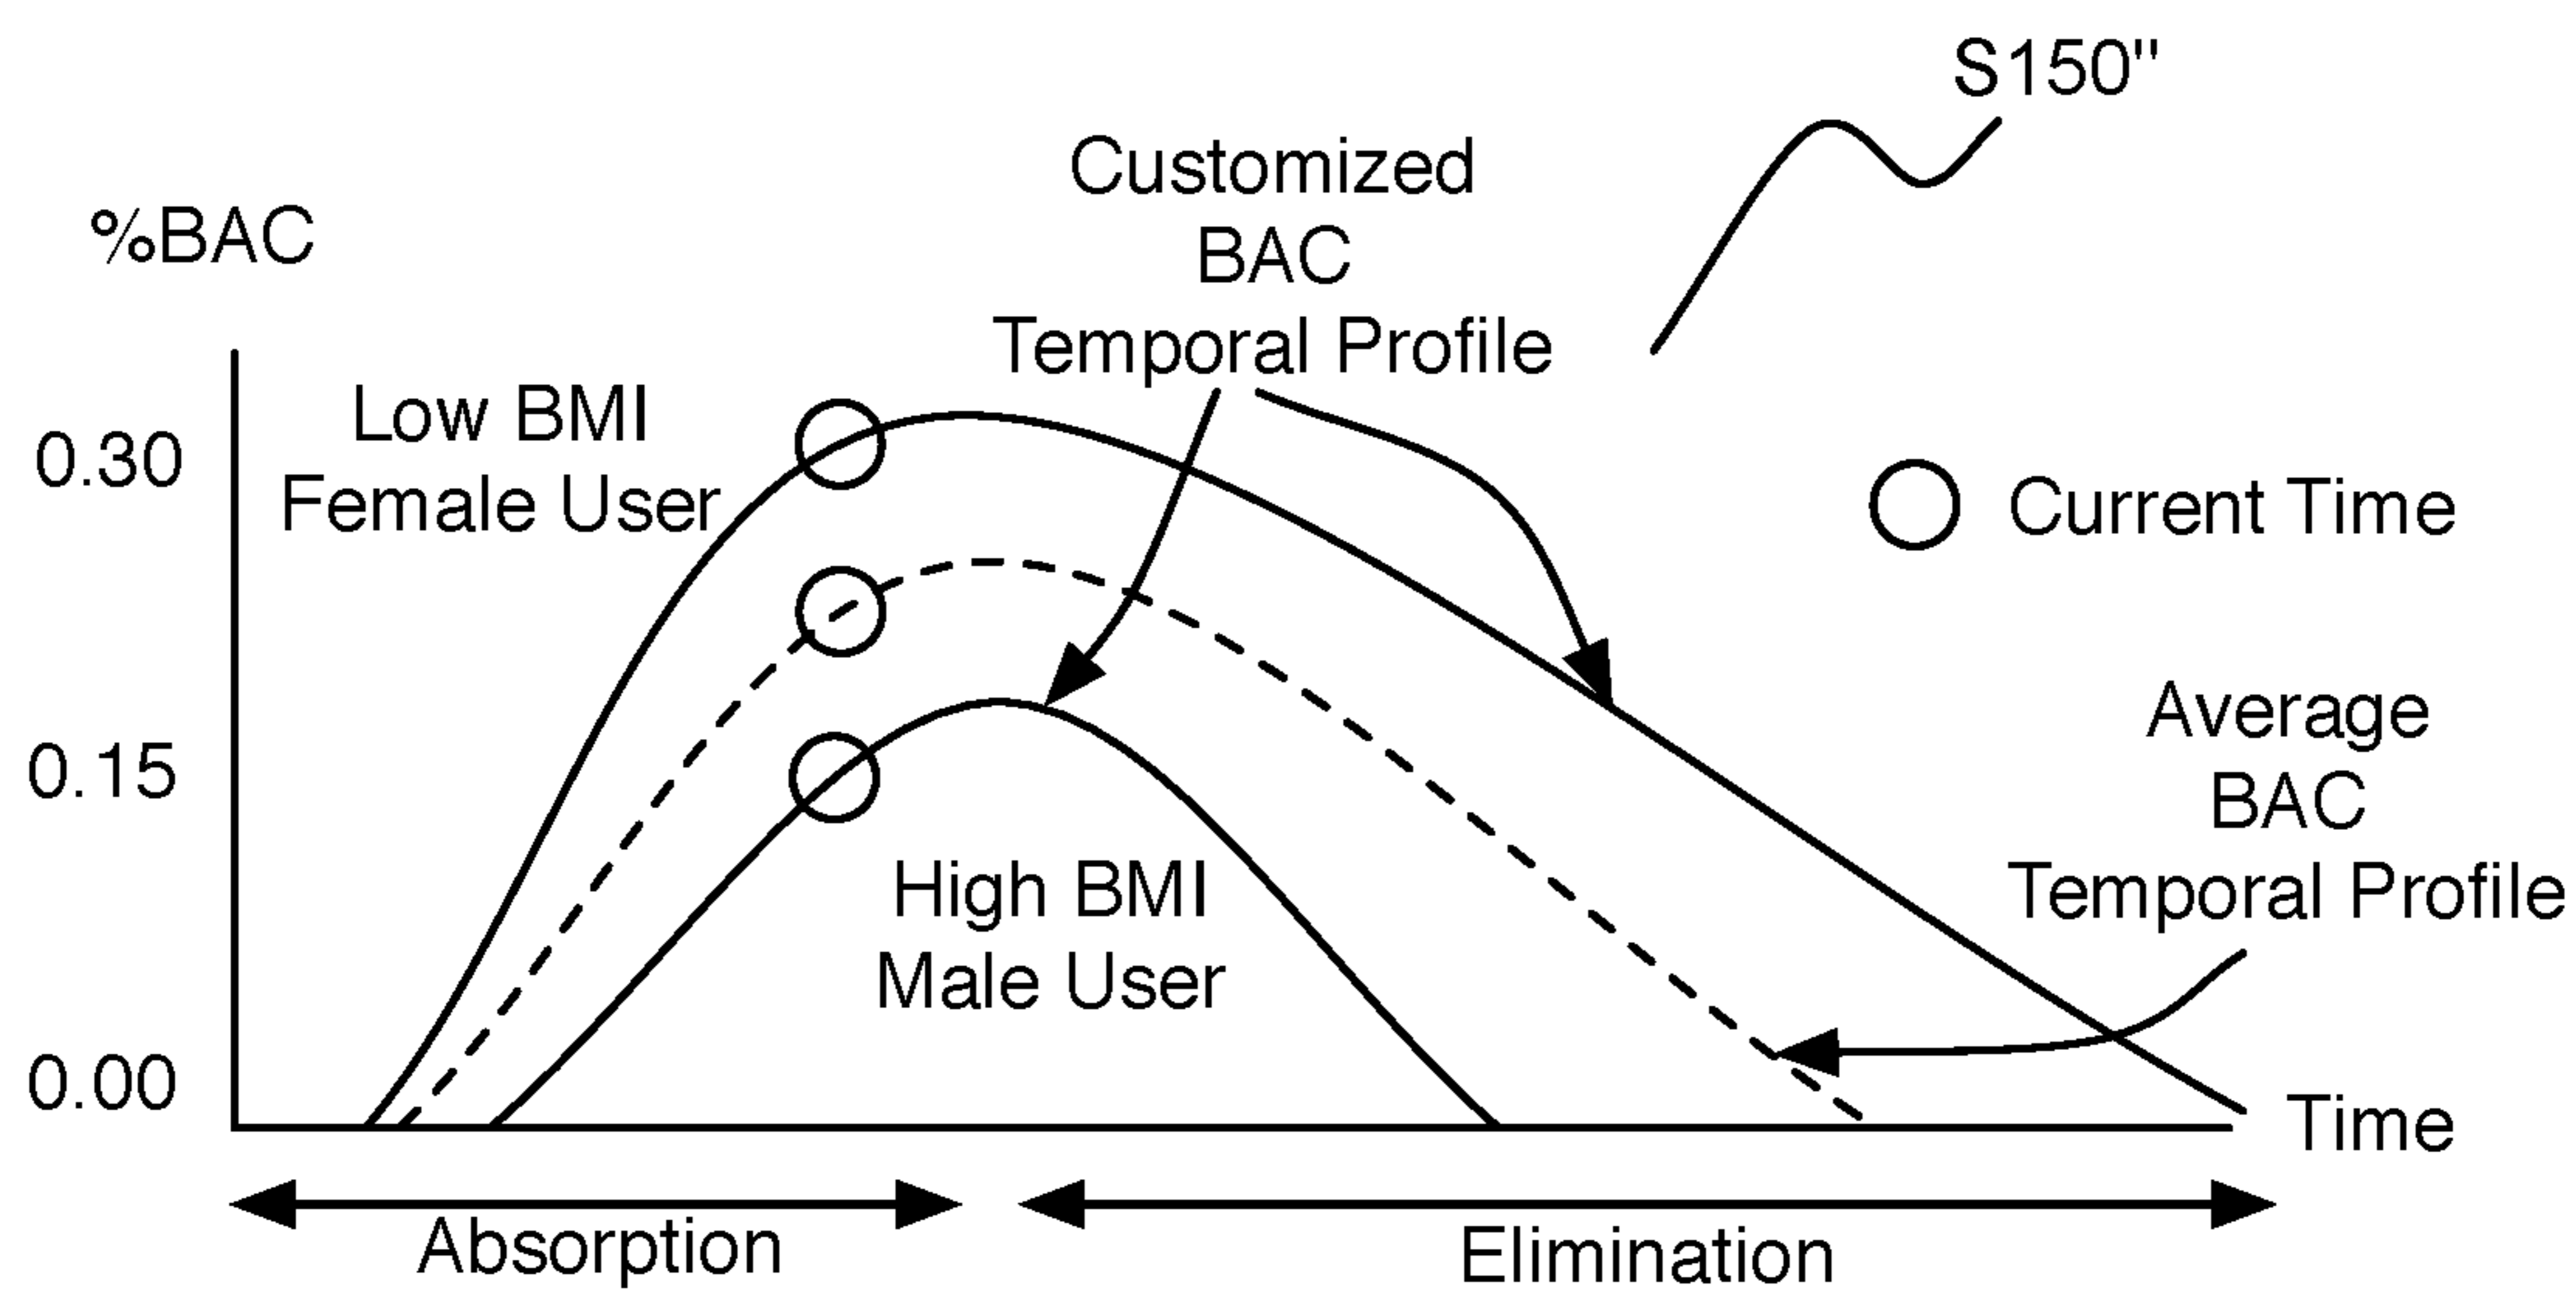 S150"
Customized
BAC
Temporal Profile
%BAC
Low BMI
Female User
0.30
Current Time
Average
BAC
Temporal Profile
0.15
High BMI
Male User
0.00
Time
Absorption
Elimination